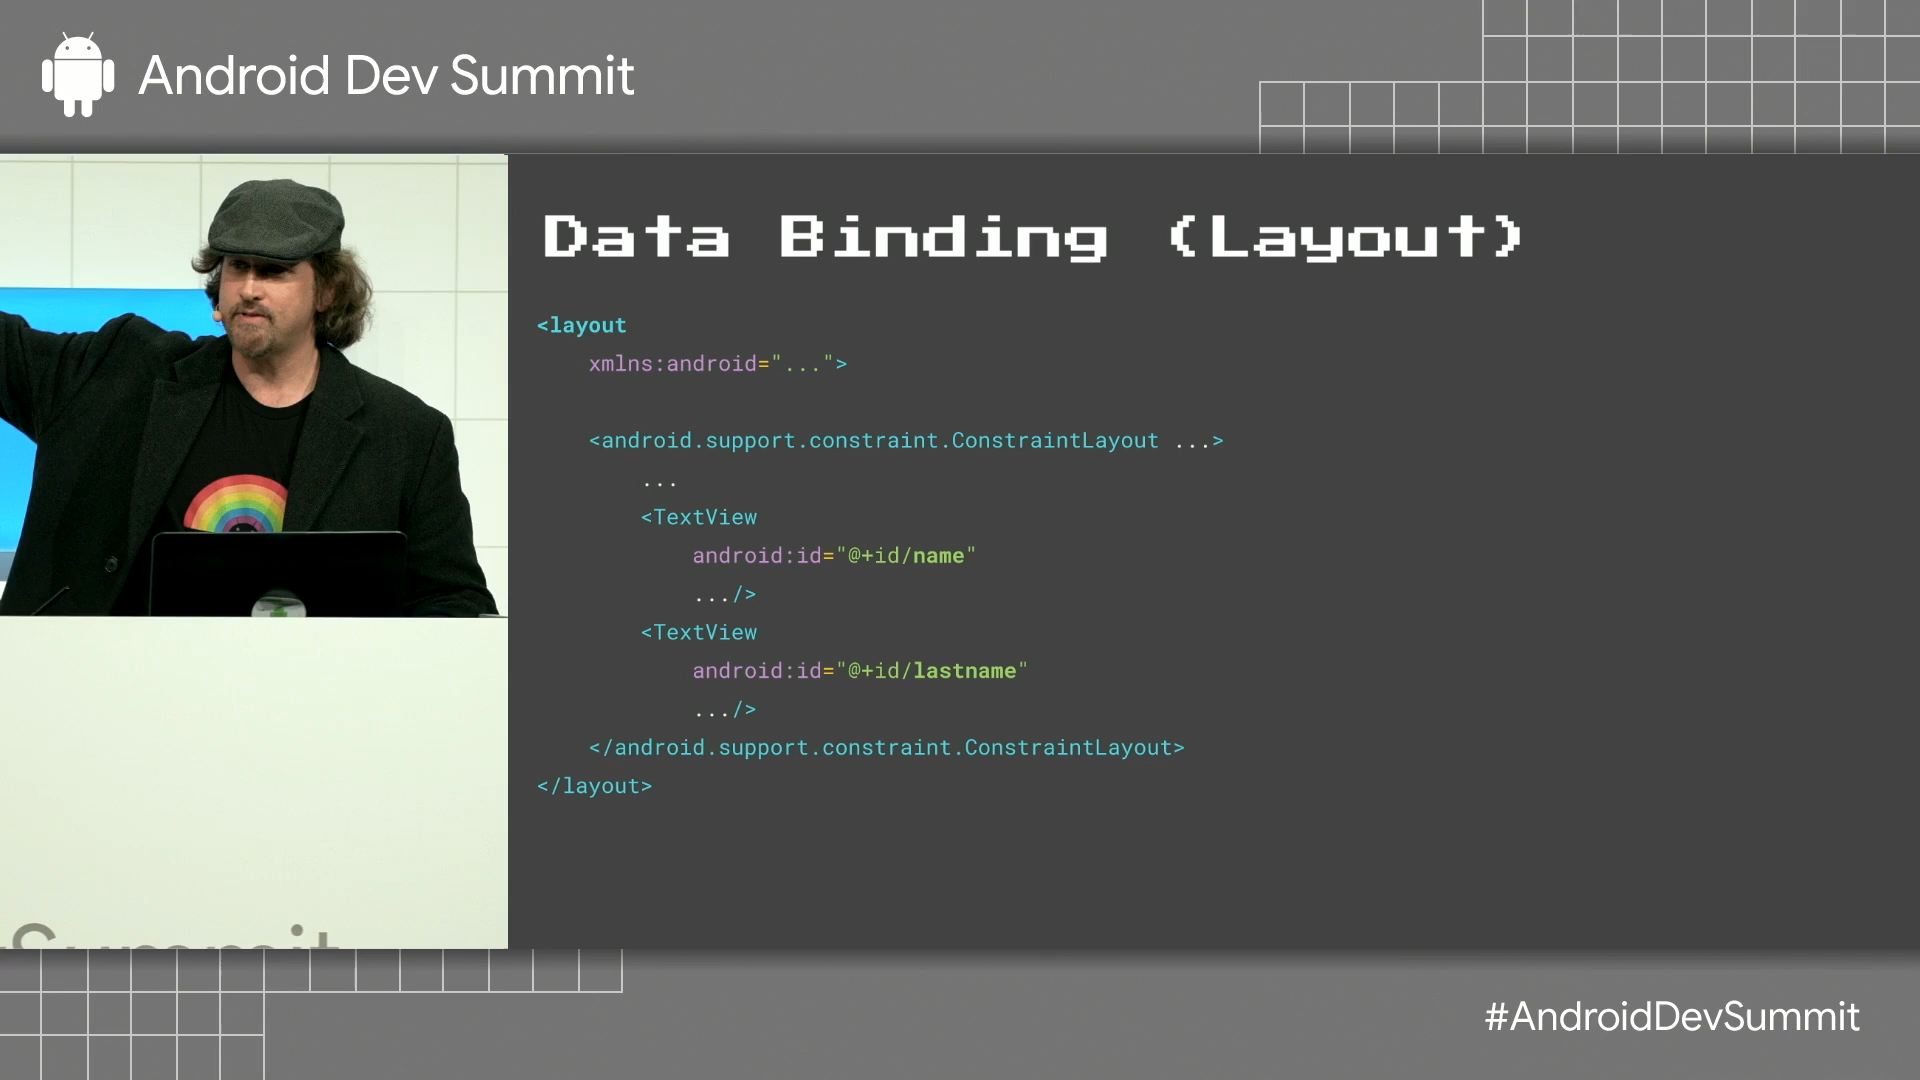 Android Dev Summit
Data Binding (Layout)
<layout
xmlns:android="...">
<android.support.constraint.ConstraintLayout ...>
...
<TextView
android:id="@+id/name"
.../>
<TextView
android:id="@+id/lastname"
.../>
</android.support.constraint.ConstraintLayout>
</layout>
Summit
#AndroidDevSummit